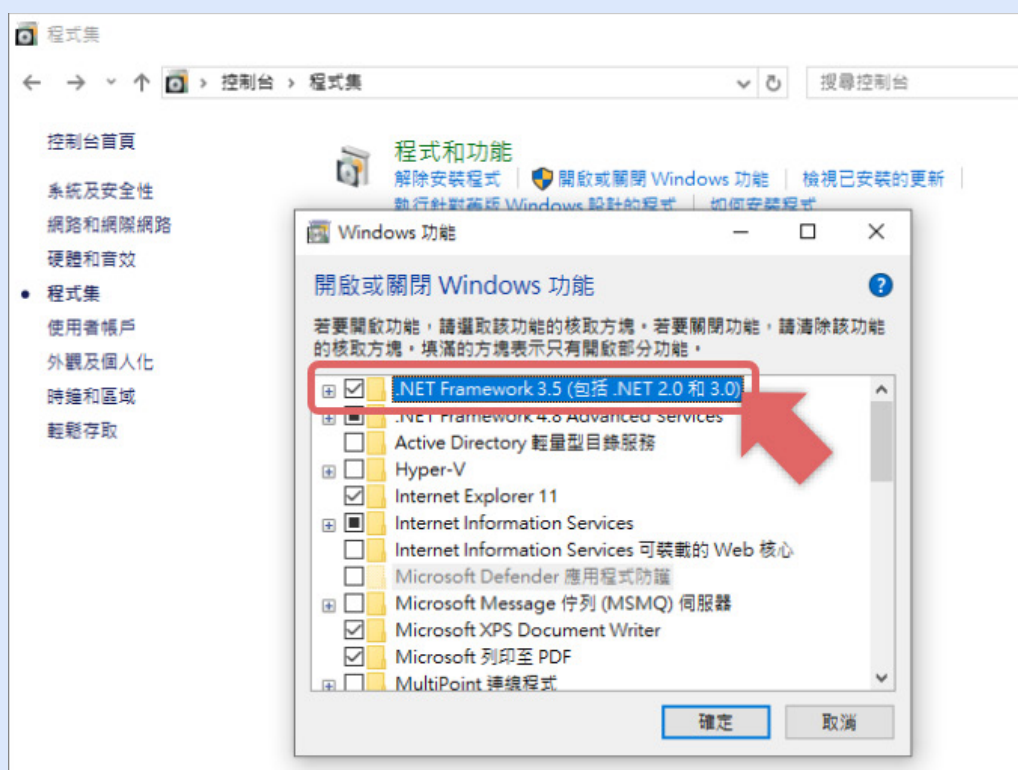 程式集
控制台 › 程式集
搜尋控制台
控制台首頁
系統及安全性
網路和網際網路
硬體和音效
程式集
使用者帳戶
外觀及個人化
時鐘和區域
輕鬆存取
程式和功能
解除安裝程式 | 開啟或關閉 Windows 功能 | 檢視已安裝的更新
執行針對舊版 Windows 設計的程式 | 如何安裝程式
Windows 功能
開啟或關閉 Windows 功能
若要開啟功能，請選取該功能的核取方塊。若要關閉功能，請清除該功能
的核取方塊。填滿的方塊表示只有開啟部分功能。
.NET Framework 3.5 (包括 .NET 2.0 和 3.0)
.NET Framework 4.8 Advanced Services
Active Directory 輕量型目錄服務
Hyper-V
Internet Explorer 11
Internet Information Services
Internet Information Services 可裝載的 Web 核心
Microsoft Defender 應用程式防護
Microsoft Message 佇列 (MSMQ) 伺服器
Microsoft XPS Document Writer
Microsoft 列印至 PDF
MultiPoint 連線程式
確定
取消